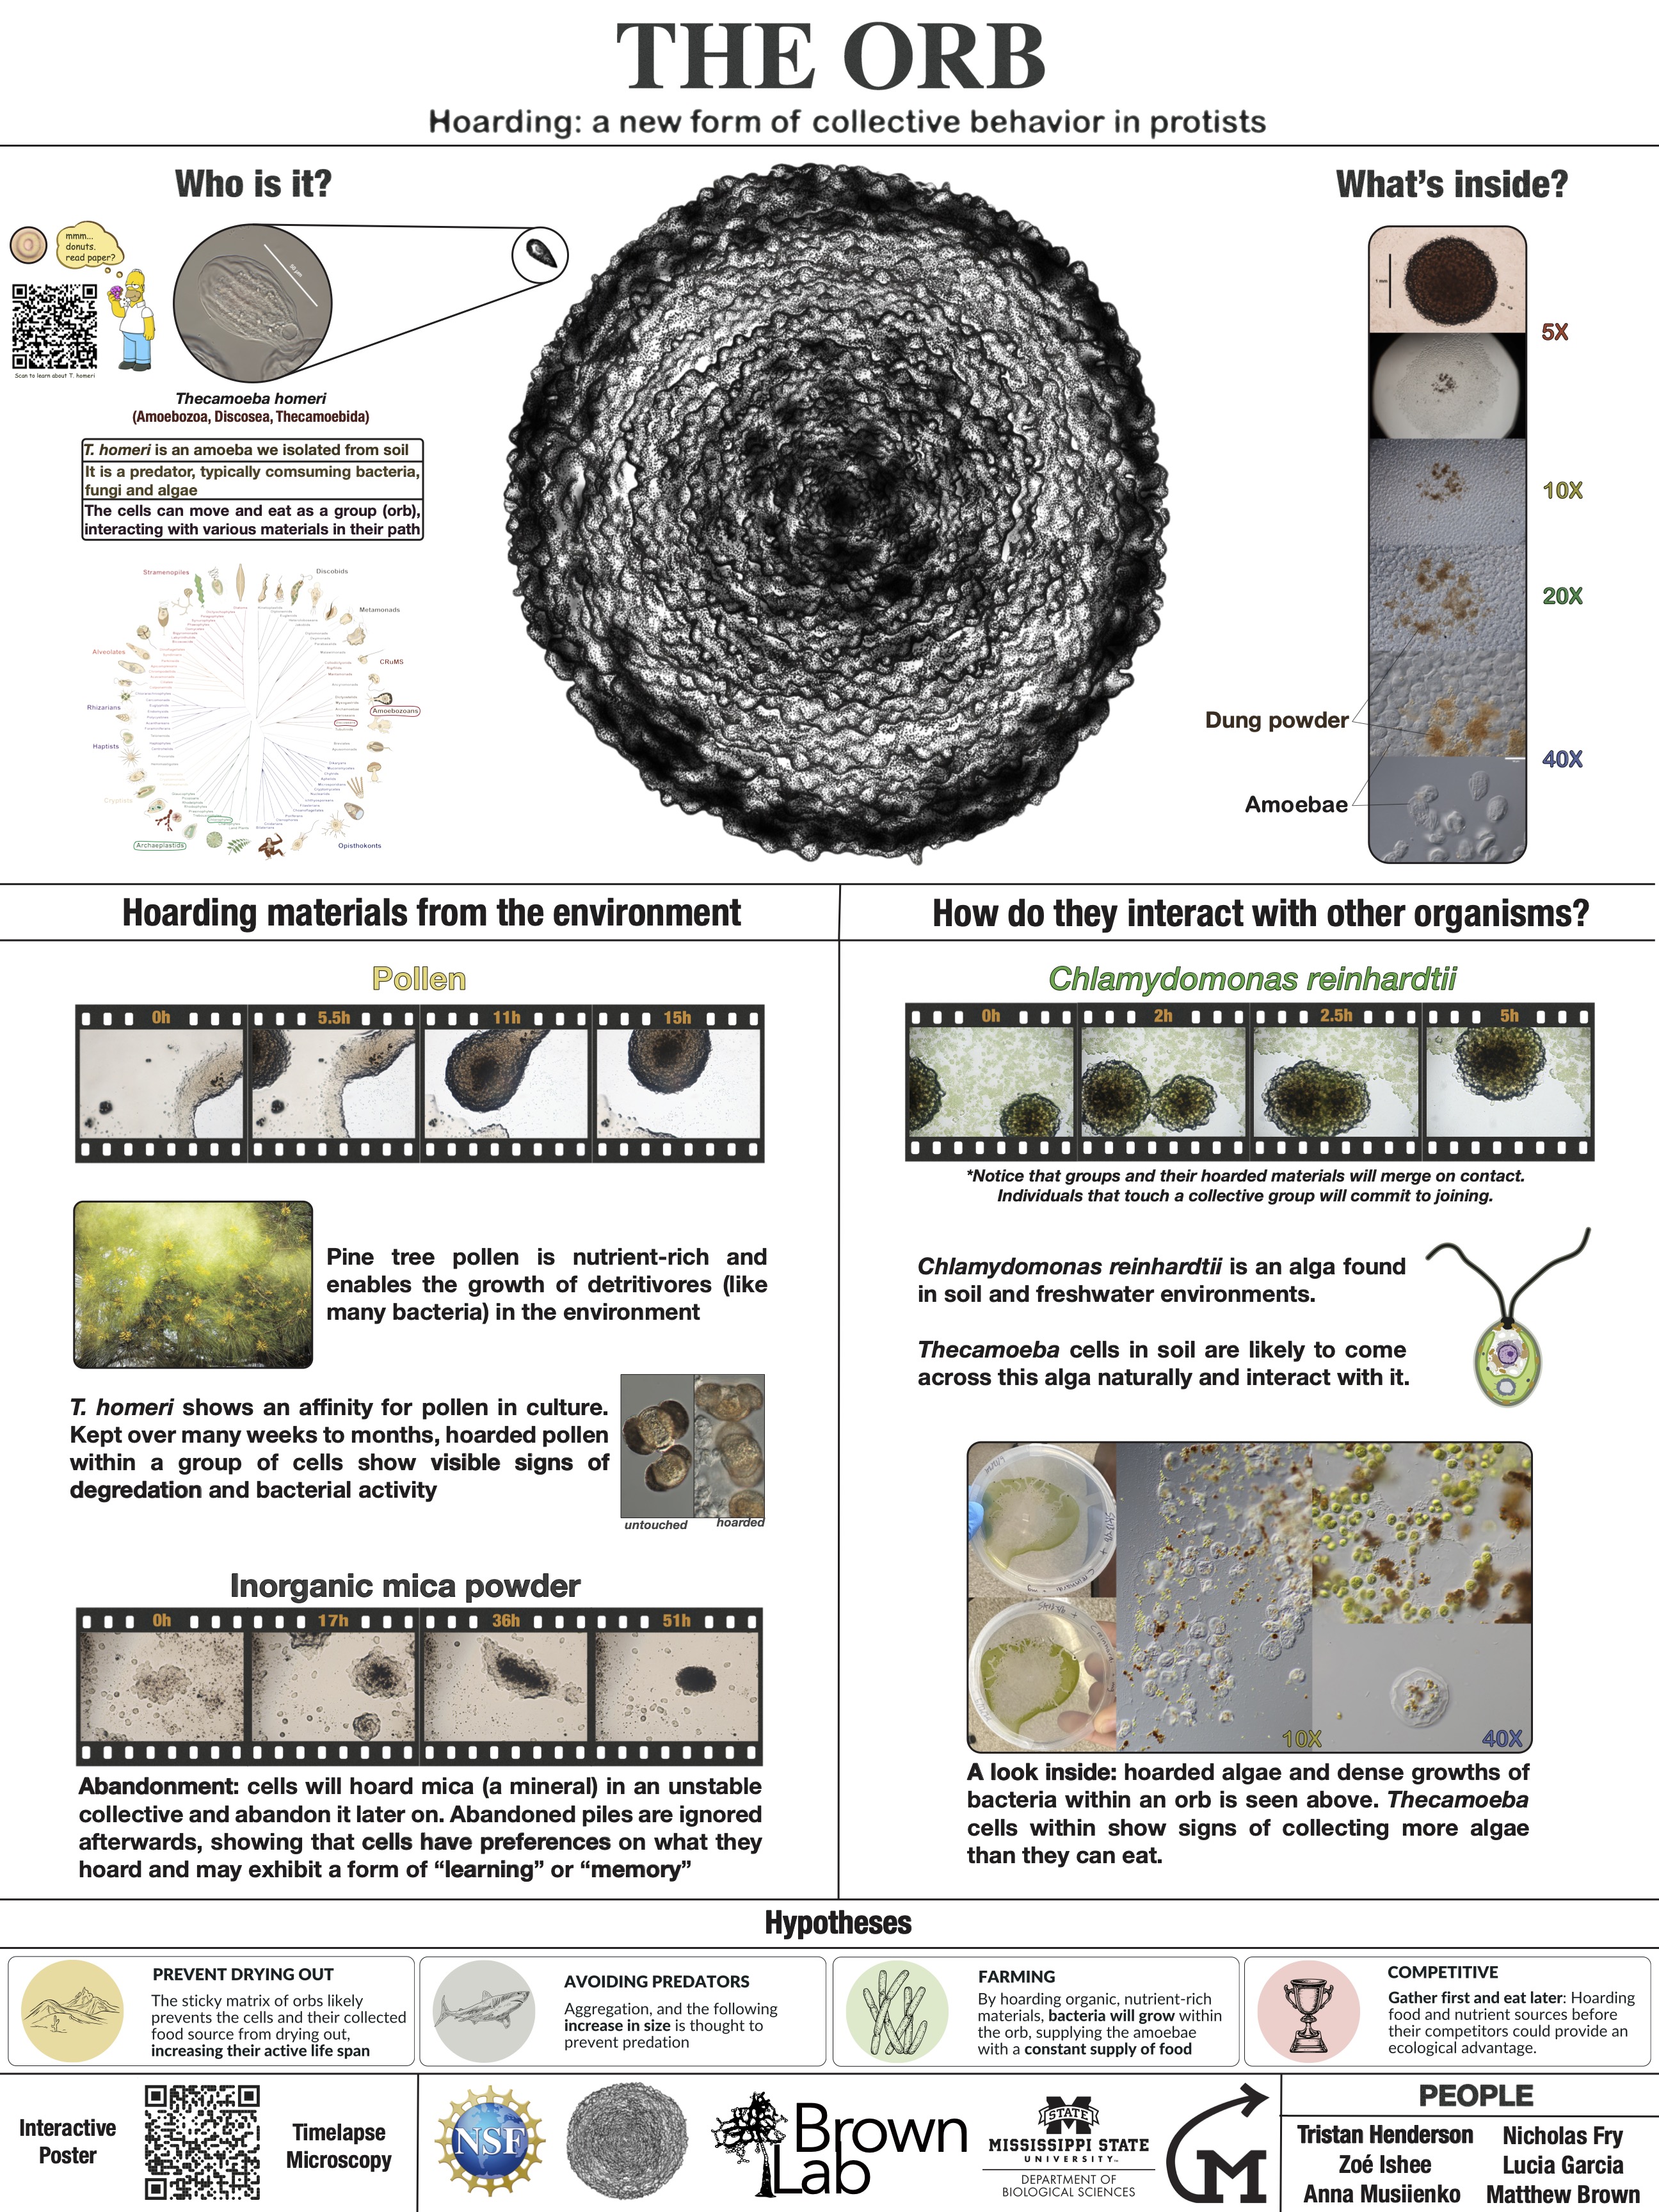 THE ORB
Hoarding: a new form of collective behavior in protists
Who is it?
mmm...
donuts.
read paper?
Scan to learn about T. homeri
50 µm
Thecamoeba homeri
(Amoebozoa, Discosea, Thecamoebida)
T. homeri is an amoeba we isolated from soil
It is a predator, typically comsuming bacteria,
fungi and algae
The cells can move and eat as a group (orb),
interacting with various materials in their path
Stramenopiles
Discobids
Metamonads
Alveolates
CRuMS
Rhizarians
Amoebozoans
Haptists
Cryptists
Archaeplastids
Opisthokonts
What's inside?
1 mm
5X
10X
20X
Dung powder
40X
Amoebae
Hoarding materials from the environment
Pollen
0h
5.5h
11h
15h
Pine tree pollen is nutrient-rich and
enables the growth of detritivores (like
many bacteria) in the environment
T. homeri shows an affinity for pollen in culture.
Kept over many weeks to months, hoarded pollen
within a group of cells show visible signs of
degredation and bacterial activity
untouched
hoarded
Inorganic mica powder
0h
17h
36h
51h
Abandonment: cells will hoard mica (a mineral) in an unstable
collective and abandon it later on. Abandoned piles are ignored
afterwards, showing that cells have preferences on what they
hoard and may exhibit a form of “learning” or “memory”
How do they interact with other organisms?
Chlamydomonas reinhardtii
0h
2h
2.5h
5h
*Notice that groups and their hoarded materials will merge on contact.
Individuals that touch a collective group will commit to joining.
Chlamydomonas reinhardtii is an alga found
in soil and freshwater environments.
Thecamoeba cells in soil are likely to come
across this alga naturally and interact with it.
10X
40X
A look inside: hoarded algae and dense growths of
bacteria within an orb is seen above. Thecamoeba
cells within show signs of collecting more algae
than they can eat.
Hypotheses
PREVENT DRYING OUT
The sticky matrix of orbs likely
prevents the cells and their collected
food source from drying out,
increasing their active life span
AVOIDING PREDATORS
Aggregation, and the following
increase in size is thought to
prevent predation
FARMING
By hoarding organic, nutrient-rich
materials, bacteria will grow within
the orb, supplying the amoebae
with a constant supply of food
COMPETITIVE
Gather first and eat later: Hoarding
food and nutrient sources before
their competitors could provide an
ecological advantage.
Interactive
Poster
Timelapse
Microscopy
NSF
Brown
Lab
STATE
MISSISSIPPI STATE
UNIVERSITY™
DEPARTMENT OF
BIOLOGICAL SCIENCES
M
PEOPLE
Tristan Henderson
Zoé Ishee
Anna Musiienko
Nicholas Fry
Lucia Garcia
Matthew Brown